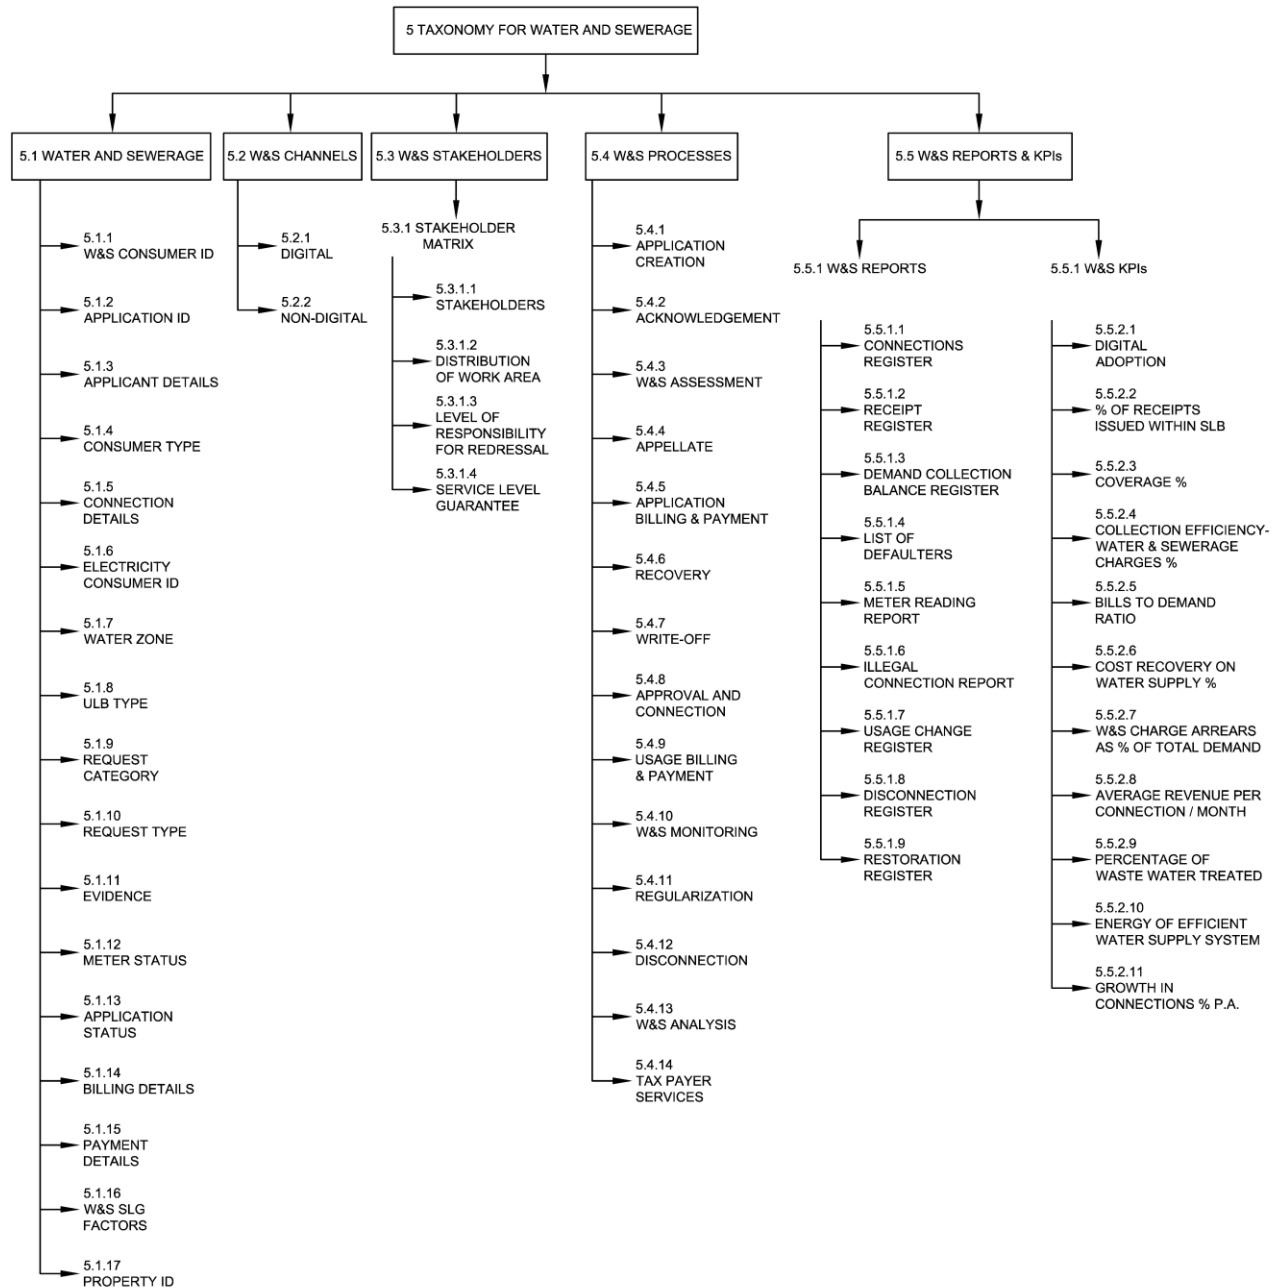 5 TAXONOMY FOR WATER AND SEWERAGE
5.1 WATER AND SEWERAGE
5.2 W&S CHANNELS
5.3 W&S STAKEHOLDERS
5.4 W&S PROCESSES
5.5 W&S REPORTS & KPIs
5.1.1
W&S CONSUMER ID
5.1.2
APPLICATION ID
5.1.3
APPLICANT DETAILS
5.1.4
CONSUMER TYPE
5.1.5
CONNECTION
DETAILS
5.1.6
ELECTRICITY
CONSUMER ID
5.1.7
WATER ZONE
5.1.8
ULB TYPE
5.1.9
REQUEST
CATEGORY
5.1.10
REQUEST TYPE
5.1.11
EVIDENCE
5.1.12
METER STATUS
5.1.13
APPLICATION
STATUS
5.1.14
BILLING DETAILS
5.1.15
PAYMENT
DETAILS
5.1.16
W&S SLG
FACTORS
5.1.17
PROPERTY ID
5.2.1
DIGITAL
5.2.2
NON-DIGITAL
5.3.1 STAKEHOLDER
MATRIX
5.3.1.1
STAKEHOLDERS
5.3.1.2
DISTRIBUTION
OF WORK AREA
5.3.1.3
LEVEL OF
RESPONSIBILITY
FOR REDRESSAL
5.3.1.4
SERVICE LEVEL
GUARANTEE
5.4.1
APPLICATION
CREATION
5.4.2
ACKNOWLEDGEMENT
5.4.3
W&S ASSESSMENT
5.4.4
APPELLATE
5.4.5
APPLICATION
BILLING & PAYMENT
5.4.6
RECOVERY
5.4.7
WRITE-OFF
5.4.8
APPROVAL AND
CONNECTION
5.4.9
USAGE BILLING
& PAYMENT
5.4.10
W&S MONITORING
5.4.11
REGULARIZATION
5.4.12
DISCONNECTION
5.4.13
W&S ANALYSIS
5.4.14
TAX PAYER
SERVICES
5.5.1 W&S REPORTS
5.5.1.1
CONNECTIONS
REGISTER
5.5.1.2
RECEIPT
REGISTER
5.5.1.3
DEMAND COLLECTION
BALANCE REGISTER
5.5.1.4
LIST OF
DEFAULTERS
5.5.1.5
METER READING
REPORT
5.5.1.6
ILLEGAL
CONNECTION REPORT
5.5.1.7
USAGE CHANGE
REGISTER
5.5.1.8
DISCONNECTION
REGISTER
5.5.1.9
RESTORATION
REGISTER
5.5.1 W&S KPIs
5.5.2.1
DIGITAL
ADOPTION
5.5.2.2
% OF RECEIPTS
ISSUED WITHIN SLB
5.5.2.3
COVERAGE %
5.5.2.4
COLLECTION EFFICIENCY-
WATER & SEWERAGE
CHARGES %
5.5.2.5
BILLS TO DEMAND
RATIO
5.5.2.6
COST RECOVERY ON
WATER SUPPLY %
5.5.2.7
W&S CHARGE ARREARS
AS % OF TOTAL DEMAND
5.5.2.8
AVERAGE REVENUE PER
CONNECTION / MONTH
5.5.2.9
PERCENTAGE OF
WASTE WATER TREATED
5.5.2.10
ENERGY OF EFFICIENT
WATER SUPPLY SYSTEM
5.5.2.11
GROWTH IN
CONNECTIONS % P.A.